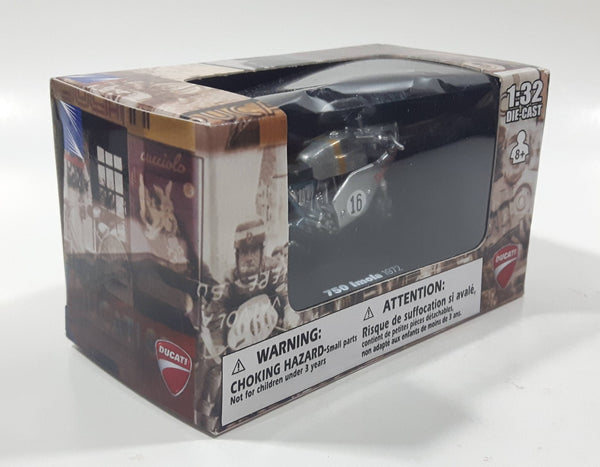 cucciolo
DUCATI
16
750 Imola 1972
1:32
DIE-CAST
8+
DUCATI
WARNING:
CHOKING HAZARD-Small parts
Not for children under 3 years
ATTENTION:
Risque de suffocation si avalé,
contient de petites pièces détachables,
non adapté aux enfants de moins de 3 ans.